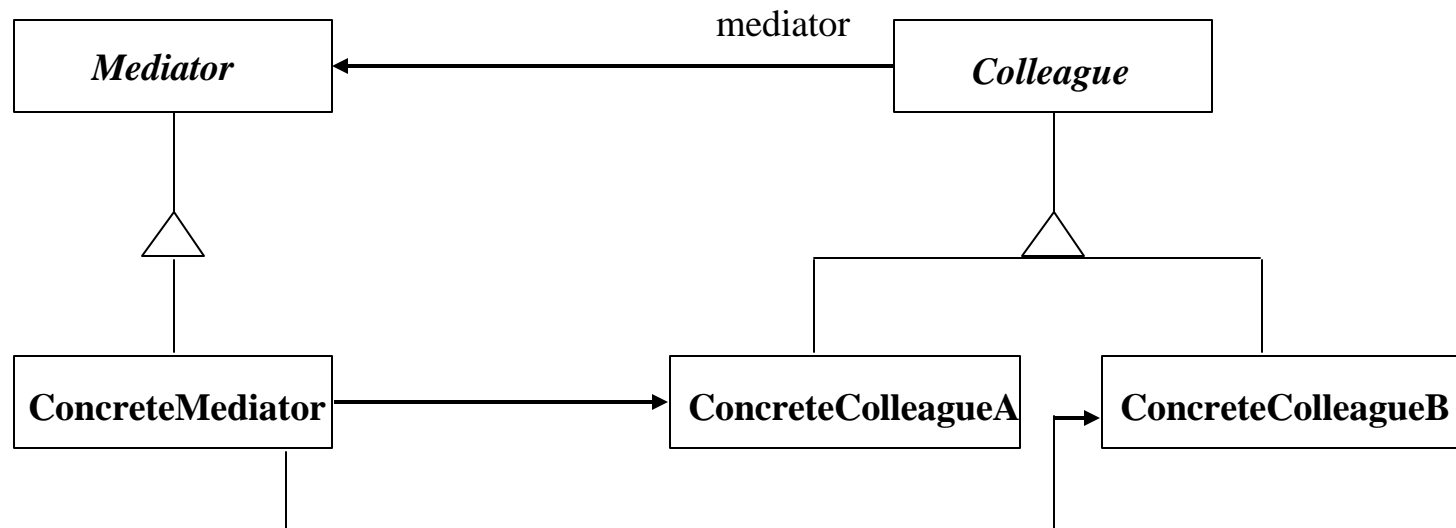 mediator
Mediator
Colleague
ConcreteMediator
ConcreteColleagueA
ConcreteColleagueB